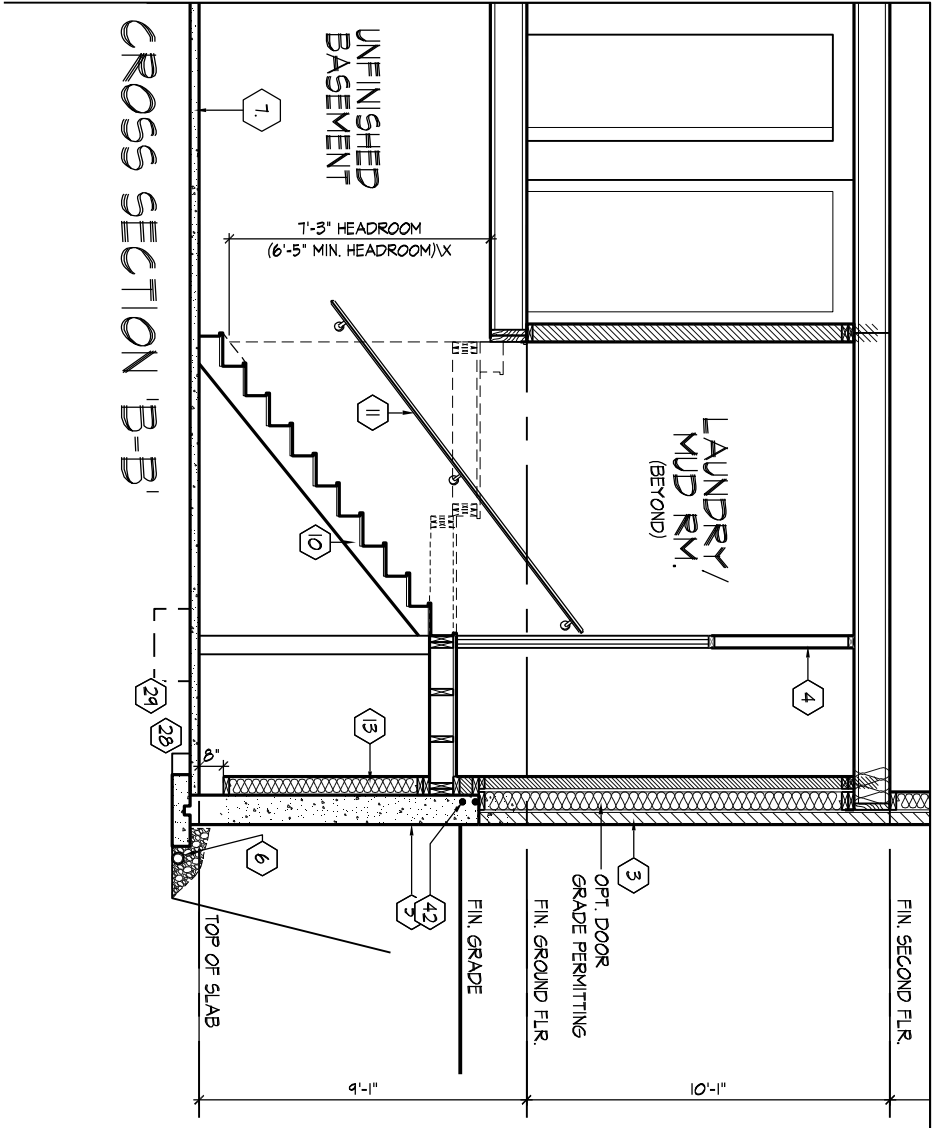 FIN. SECOND FLR.
10'-1"
3
OPT. DOOR
GRADE PERMITTING
4
LAUNDRY /
MUD RM.
(BEYOND)
FIN. GROUND FLR.
FIN. GRADE
9'-1"
42
5
11
13
10
UNFINISHED
BASEMENT
7'-3" HEADROOM
(6'-5" MIN. HEADROOM)\X
7.
8"
6
TOP OF SLAB
28
29
CROSS SECTION 'B-B'